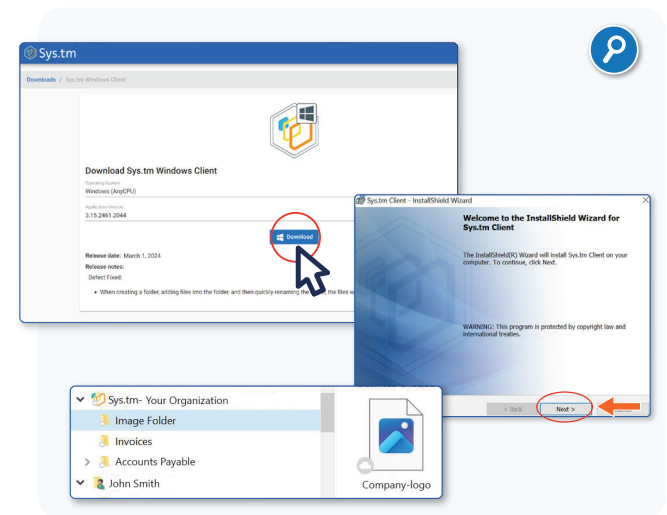 Sys.tm
Downloads / Sys.tm Windows Client
Download Sys.tm Windows Client
Operating System
Windows (AnyCPU)
Application Version
3.15.2461.2044
Download
Release date: March 1, 2024
Release notes:
Defect Fixed:
• When creating a folder, adding files into the folder, and then quickly renaming the the files w
Sys.tm Client - InstallShield Wizard
Welcome to the InstallShield Wizard for
Sys.tm Client
The InstallShield(R) Wizard will install Sys.tm Client on your
computer. To continue, click Next.
WARNING: This program is protected by copyright law and
international treaties.
< Back Next >
Sys.tm- Your Organization
Image Folder
Invoices
Accounts Payable
John Smith
Company-logo